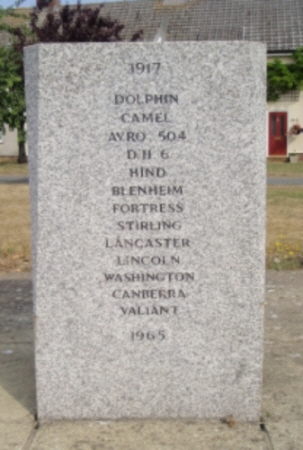 1917
DOLPHIN
CAMEL
AVRO 504
D.H 6
HIND
BLENHEIM
FORTRESS
STIRLING
LANCASTER
LINCOLN
WASHINGTON
CANBERRA
VALIANT
1965